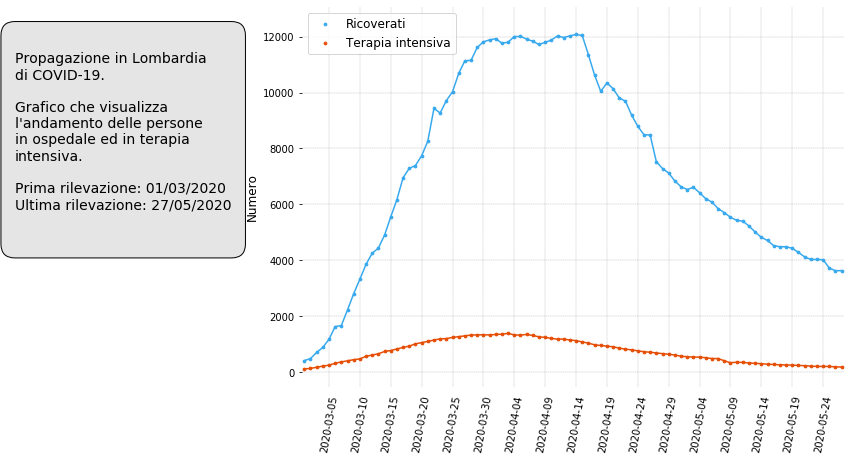 Propagazione in Lombardia
di COVID-19.
Grafico che visualizza
l'andamento delle persone
in ospedale ed in terapia
intensiva.
Prima rilevazione: 01/03/2020
Ultima rilevazione: 27/05/2020
Numero
Ricoverati
Terapia intensiva
12000
10000
8000
6000
4000
2000
0
2020-03-05
2020-03-10
2020-03-15
2020-03-20
2020-03-25
2020-03-30
2020-04-04
2020-04-09
2020-04-14
2020-04-19
2020-04-24
2020-04-29
2020-05-04
2020-05-09
2020-05-14
2020-05-19
2020-05-24